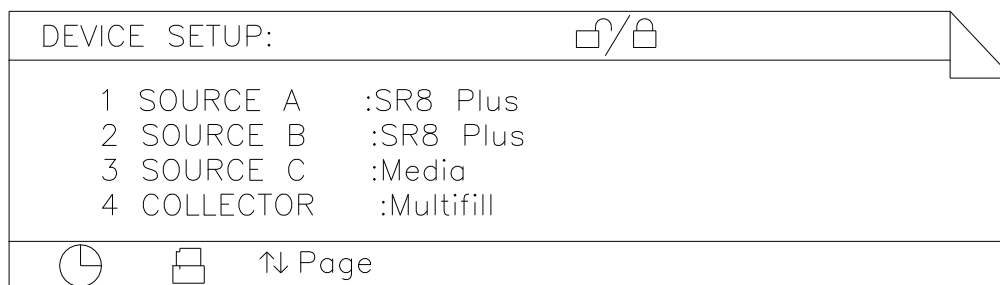 DEVICE SETUP:
1 SOURCE A :SR8 Plus
2 SOURCE B :SR8 Plus
3 SOURCE C :Media
4 COLLECTOR :Multifill
↑↓ Page